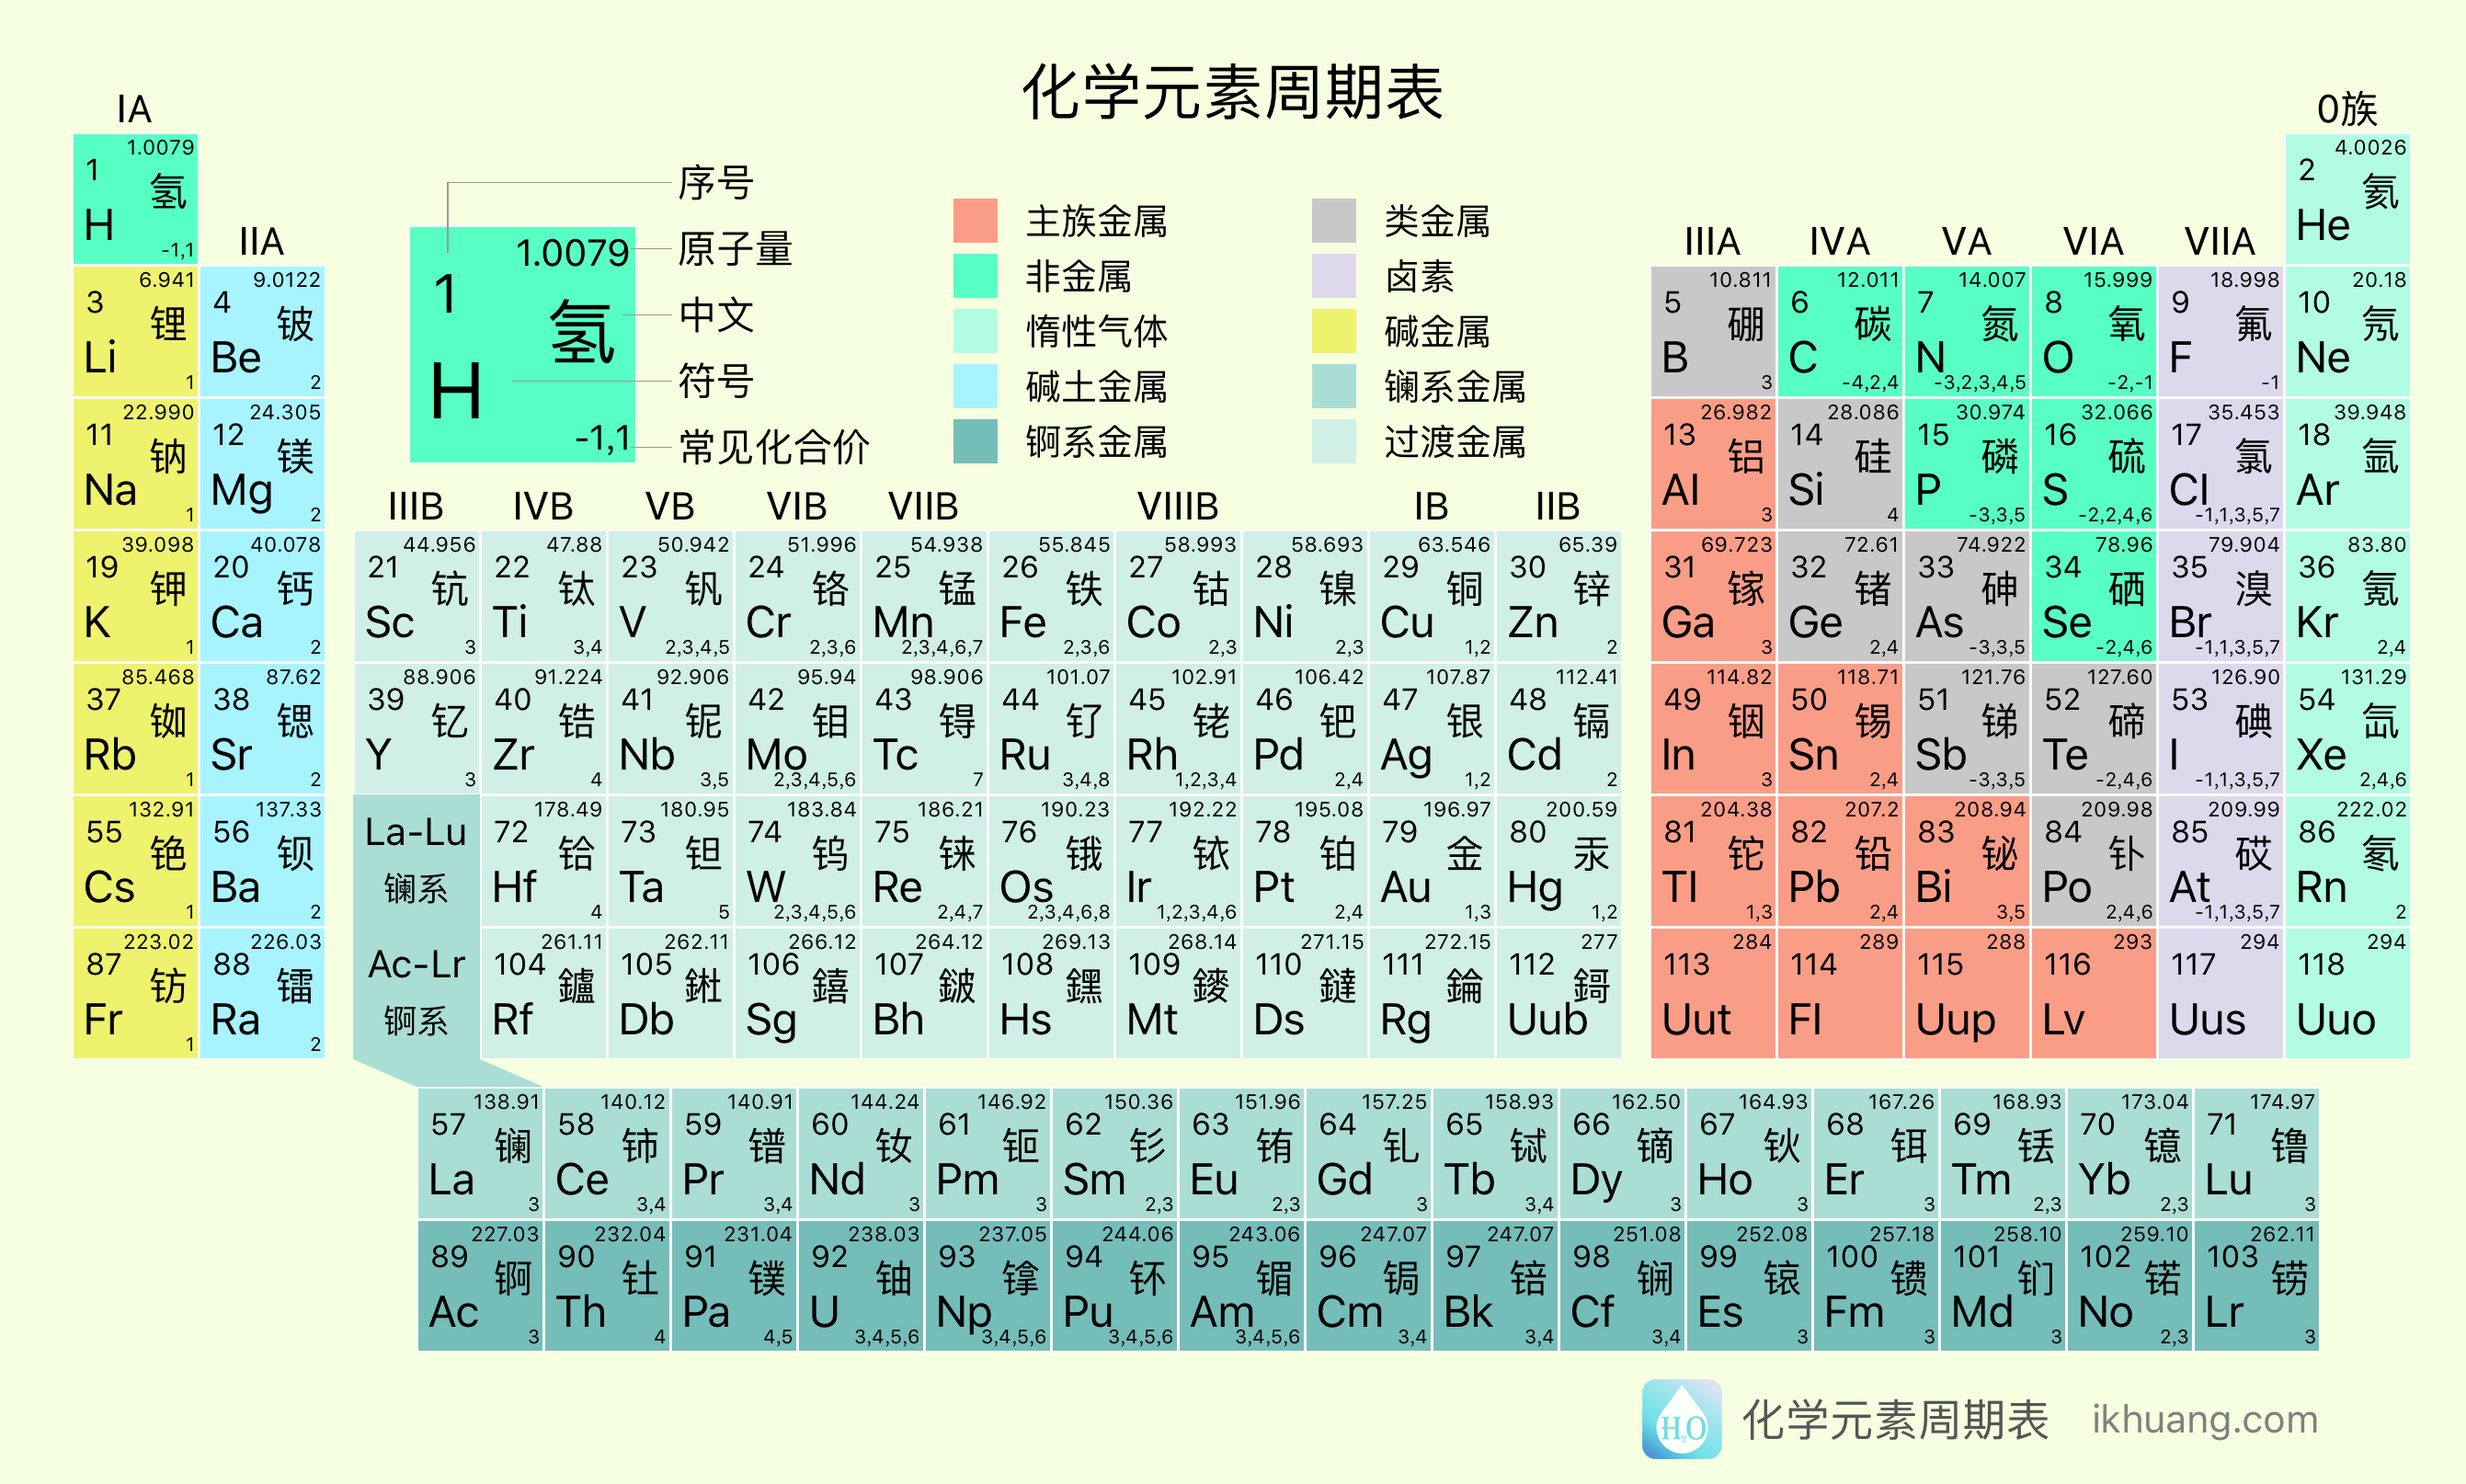 化学元素周期表
IA
0族
1 1.0079 氢 H -1,1
2 4.0026 氦 He
序号
原子量
中文
符号
常见化合价
1 1.0079 氢 H -1,1
主族金属
类金属
非金属
卤素
惰性气体
碱金属
碱土金属
镧系金属
锕系金属
过渡金属
IIA
IIIA IVA VA VIA VIIA
3 6.941 锂 Li 1
4 9.0122 铍 Be 2
5 10.811 硼 B 3
6 12.011 碳 C -4,2,4
7 14.007 氮 N -3,2,3,4,5
8 15.999 氧 O -2,-1
9 18.998 氟 F -1
10 20.18 氖 Ne
11 22.990 钠 Na 1
12 24.305 镁 Mg 2
13 26.982 铝 Al 3
14 28.086 硅 Si 4
15 30.974 磷 P -3,3,5
16 32.066 硫 S -2,2,4,6
17 35.453 氯 Cl -1,1,3,5,7
18 39.948 氩 Ar
IIIB IVB VB VIB VIIB VIIIB IB IIB
19 39.098 钾 K 1
20 40.078 钙 Ca 2
21 44.956 钪 Sc 3
22 47.88 钛 Ti 3,4
23 50.942 钒 V 2,3,4,5
24 51.996 铬 Cr 2,3,6
25 54.938 锰 Mn 2,3,4,6,7
26 55.845 铁 Fe 2,3,6
27 58.993 钴 Co 2,3
28 58.693 镍 Ni 2,3
29 63.546 铜 Cu 1,2
30 65.39 锌 Zn 2
31 69.723 镓 Ga 3
32 72.61 锗 Ge 2,4
33 74.922 砷 As -3,3,5
34 78.96 硒 Se -2,4,6
35 79.904 溴 Br -1,1,3,5,7
36 83.80 氪 Kr 2,4
37 85.468 铷 Rb 1
38 87.62 锶 Sr 2
39 88.906 钇 Y 3
40 91.224 锆 Zr 4
41 92.906 铌 Nb 3,5
42 95.94 钼 Mo 2,3,4,5,6
43 98.906 锝 Tc 7
44 101.07 钌 Ru 3,4,8
45 102.91 铑 Rh 1,2,3,4
46 106.42 钯 Pd 2,4
47 107.87 银 Ag 1,2
48 112.41 镉 Cd 2
49 114.82 铟 In 3
50 118.71 锡 Sn 2,4
51 121.76 锑 Sb -3,3,5
52 127.60 碲 Te -2,4,6
53 126.90 碘 I -1,1,3,5,7
54 131.29 氙 Xe 2,4,6
55 132.91 铯 Cs 1
56 137.33 钡 Ba 2
La-Lu
镧系
72 178.49 铪 Hf 4
73 180.95 钽 Ta 5
74 183.84 钨 W 2,3,4,5,6
75 186.21 铼 Re 2,4,7
76 190.23 锇 Os 2,3,4,6,8
77 192.22 铱 Ir 1,2,3,4,6
78 195.08 铂 Pt 2,4
79 196.97 金 Au 1,3
80 200.59 汞 Hg 1,2
81 204.38 铊 Tl 1,3
82 207.2 铅 Pb 2,4
83 208.94 铋 Bi 3,5
84 209.98 钋 Po 2,4,6
85 209.99 砹 At -1,1,3,5,7
86 222.02 氡 Rn 2
87 223.02 钫 Fr 1
88 226.03 镭 Ra 2
Ac-Lr
锕系
104 261.11 鑪 Rf
105 262.11 𨧀 Db
106 266.12 𨭎 Sg
107 264.12 鈹 Bh
108 269.13 𨭆 Hs
109 268.14 䥑 Mt
110 271.15 鐽 Ds
111 272.15 錀 Rg
112 277 鎶 Uub
113 284 Uut
114 289 Fl
115 288 Uup
116 293 Lv
117 294 Uus
118 294 Uuo
57 138.91 镧 La 3
58 140.12 铈 Ce 3,4
59 140.91 镨 Pr 3,4
60 144.24 钕 Nd 3
61 146.92 钷 Pm 3
62 150.36 钐 Sm 2,3
63 151.96 铕 Eu 2,3
64 157.25 钆 Gd 3
65 158.93 铽 Tb 3,4
66 162.50 镝 Dy 3
67 164.93 钬 Ho 3
68 167.26 铒 Er 3
69 168.93 铥 Tm 2,3
70 173.04 镱 Yb 2,3
71 174.97 镥 Lu 3
89 227.03 锕 Ac 3
90 232.04 钍 Th 4
91 231.04 镤 Pa 4,5
92 238.03 铀 U 3,4,5,6
93 237.05 镎 Np 3,4,5,6
94 244.06 钚 Pu 3,4,5,6
95 243.06 镅 Am 3,4,5,6
96 247.07 锔 Cm 3,4
97 247.07 锫 Bk 3,4
98 251.08 锎 Cf 3,4
99 252.08 锿 Es 3
100 257.18 镄 Fm 3
101 258.10 钔 Md 3
102 259.10 锘 No 2,3
103 262.11 铹 Lr 3
H₂O 化学元素周期表 ikhuang.com